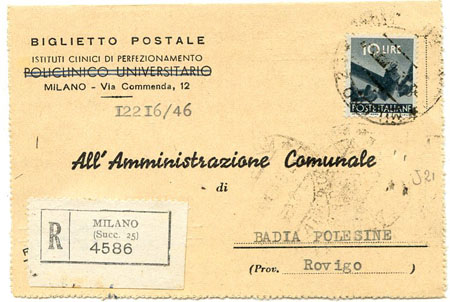 BIGLIETTO POSTALE
ISTITUTI CLINICI DI PERFEZIONAMENTO
POLICLINICO UNIVERSITARIO
MILANO - Via Commenda, 12
12216/46
10 LIRE
POSTE ITALIANE
All'Amministrazione Comunale
di
J21
R
MILANO
(Succ. 25)
4586
BADIA POLESINE
(Prov. Rovigo)